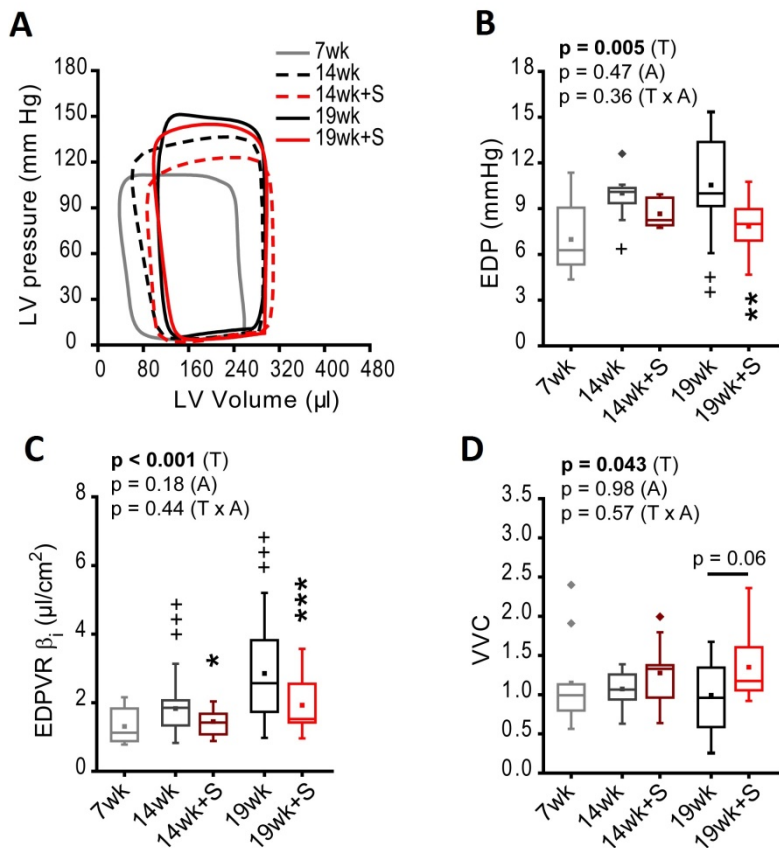 A
7wk
14wk
14wk+S
19wk
19wk+S
180
150
120
90
60
30
0
LV pressure (mm Hg)
0 80 160 240 320 400 480
LV Volume (µl)
B
p = 0.005 (T)
p = 0.47 (A)
p = 0.36 (T x A)
15
12
9
6
3
0
EDP (mmHg)
+
++
**
7wk 14wk 14wk+S 19wk 19wk+S
C
p < 0.001 (T)
p = 0.18 (A)
p = 0.44 (T x A)
8
6
4
2
0
EDPVR βi (µl/cm²)
+++
*
+++
***
7wk 14wk 14wk+S 19wk 19wk+S
D
p = 0.043 (T)
p = 0.98 (A)
p = 0.57 (T x A)
p = 0.06
3.5
3.0
2.5
2.0
1.5
1.0
0.5
0.0
VVC
7wk 14wk 14wk+S 19wk 19wk+S